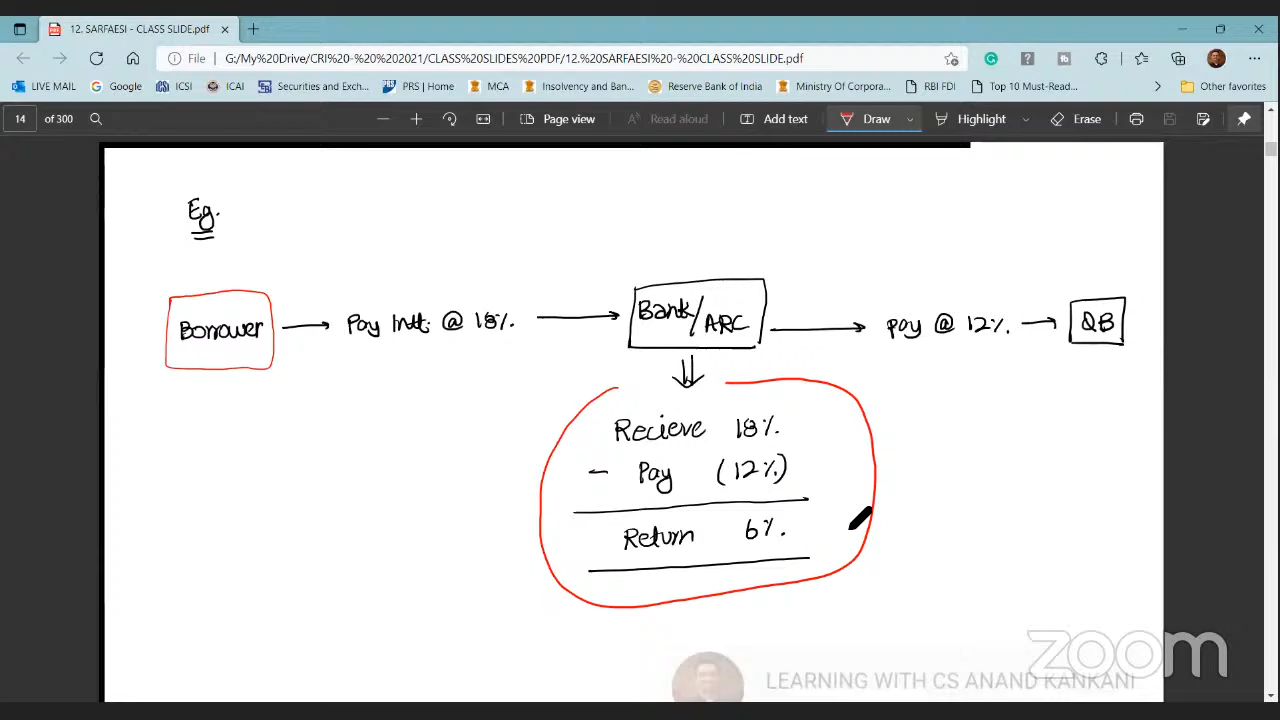 12. SARFAESI - CLASS SLIDE.pdf
File G:/My%20Drive/CRI%20-%20%202021/CLASS%20SLIDES%20PDF/12.%20SARFAESI%20-%20CLASS%20SLIDE.pdf
LIVE MAIL Google ICSI ICAI Securities and Exch... PRS | Home MCA Insolvency and Ban... Reserve Bank of India Ministry Of Corpora... RBI FDI Top 10 Must-Read... Other favorites
14 of 300 Page view Read aloud Add text Draw Highlight Erase
Eg.
Borrower Pay Intt. @ 18%. Bank/ARC pay @ 12%. QB
Recieve 18%.
- Pay (12%.)
Return 6%.
zoom
LEARNING WITH CS ANAND KANKANI